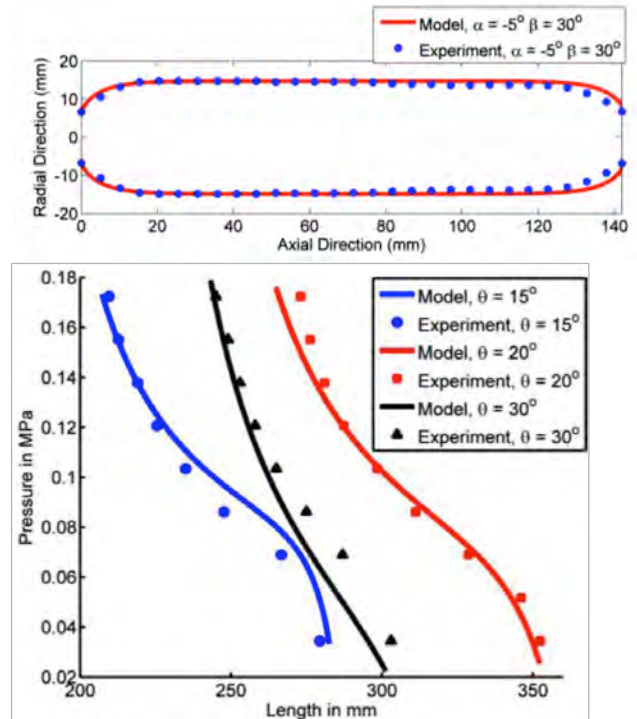 Model, α = -5° β = 30°
Experiment, α = -5° β = 30°
20
10
0
-10
-20
Radial Direction (mm)
0 20 40 60 80 100 120 140
Axial Direction (mm)
0.18
0.16
0.14
0.12
0.1
0.08
0.06
0.04
0.02
Pressure in MPa
Model, θ = 15°
Experiment, θ = 15°
Model, θ = 20°
Experiment, θ = 20°
Model, θ = 30°
Experiment, θ = 30°
200 250 300 350
Length in mm